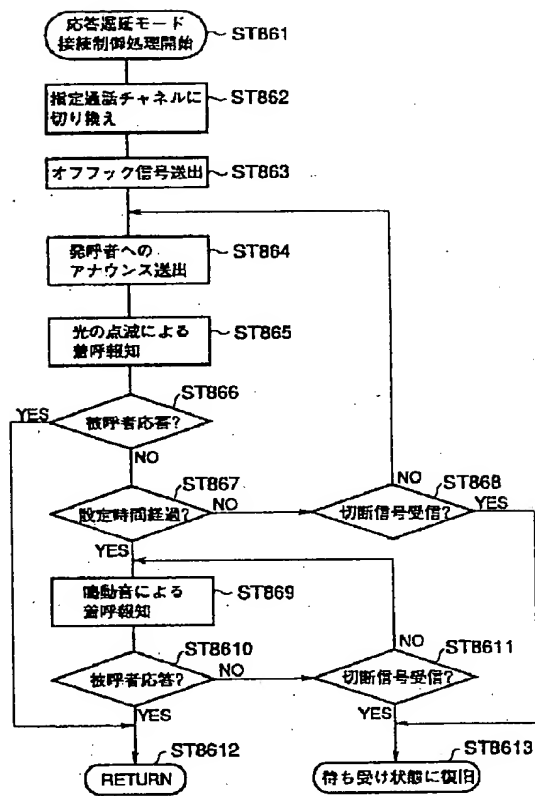 応答遅延モード
接続制御処理開始
ST861
指定通話チャネルに
切り換え
ST862
オフフック信号送出
ST863
発呼者への
アナウンス送出
ST864
光の点滅による
着呼報知
ST865
ST866
YES
被呼者応答?
NO
ST867
設定時間経過?
NO
YES
ST868
切断信号受信?
NO
YES
鳴動音による
着呼報知
ST869
ST8610
被呼者応答?
NO
YES
NO
ST8611
切断信号受信?
YES
ST8612
RETURN
ST8613
待ち受け状態に復旧